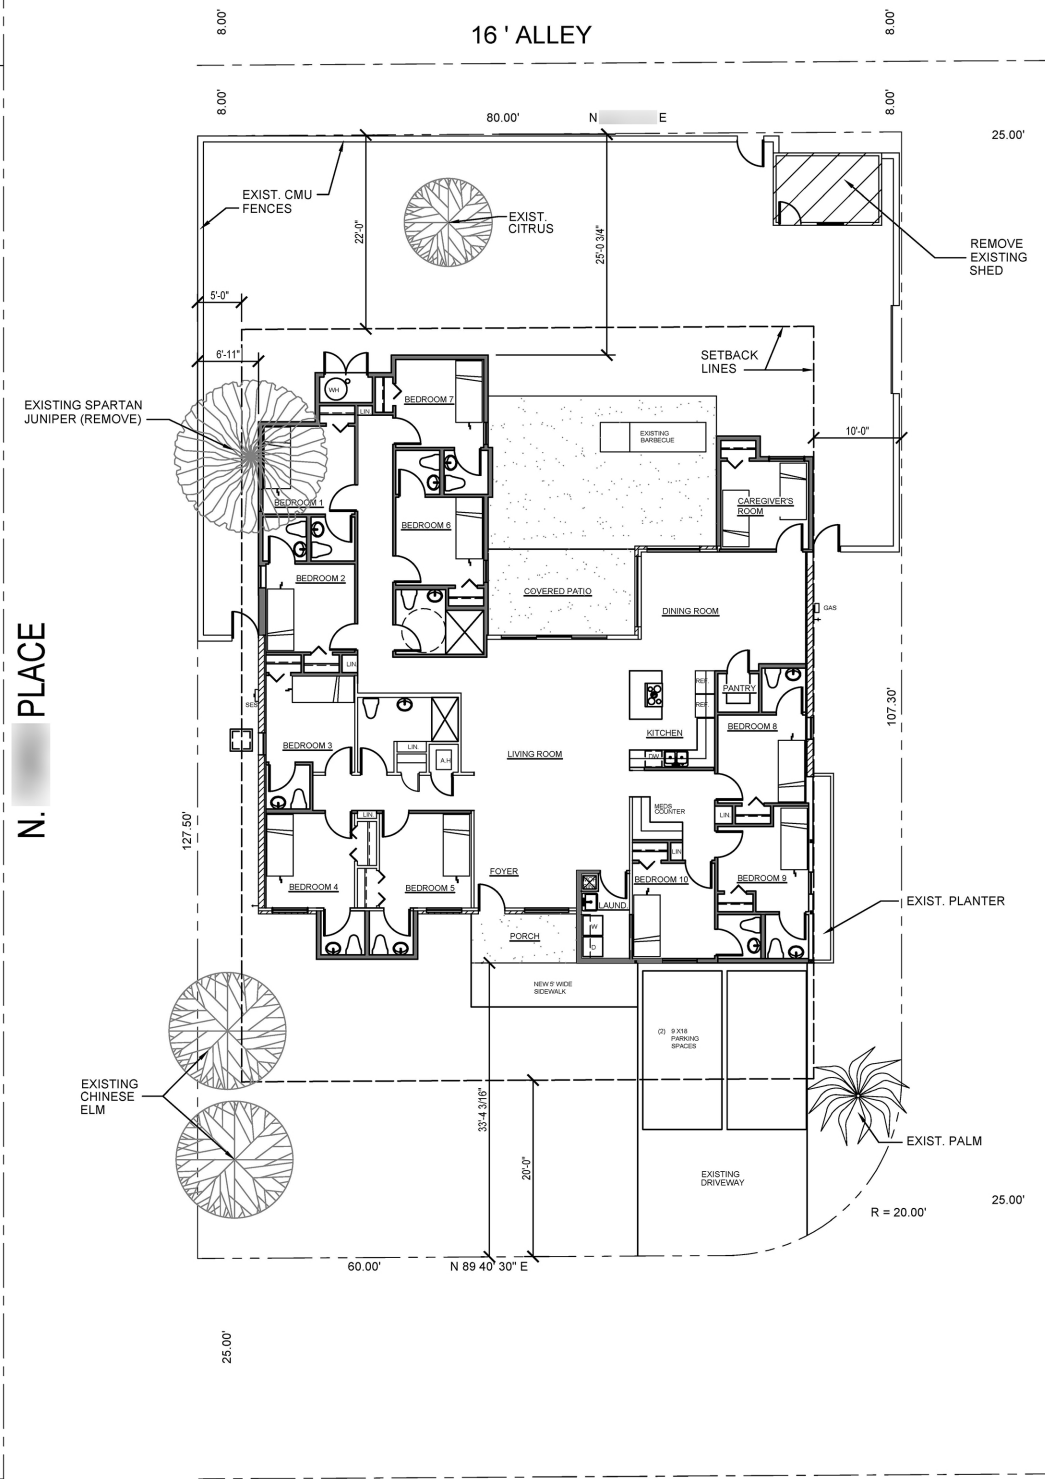 8.00'
8.00'
16 ' ALLEY
8.00'
8.00'
80.00'
N
E
25.00'
EXIST. CMU
FENCES
EXIST.
CITRUS
22'-0"
25'-0 3/4"
REMOVE
EXISTING
SHED
5'-0"
6'-11"
SETBACK
LINES
EXISTING SPARTAN
JUNIPER (REMOVE)
WH
LIN.
BEDROOM 7
EXISTING
BARBECUE
10'-0"
BEDROOM 1
CAREGIVER'S
ROOM
BEDROOM 6
BEDROOM 2
COVERED PATIO
DINING ROOM
GAS
N.
PLACE
LIN.
PANTRY
REF.
REF.
SES
107.30'
BEDROOM 3
KITCHEN
BEDROOM 8
LIN.
A.H
LIVING ROOM
DW
127.50'
LIN.
MEDS
COUNTER
LIN.
LIN.
FOYER
BEDROOM 4
BEDROOM 5
BEDROOM 10
BEDROOM 9
LAUND.
W
D
EXIST. PLANTER
PORCH
NEW 5' WIDE
SIDEWALK
(2) 9 X18
PARKING
SPACES
EXISTING
CHINESE
ELM
33'-4 3/16"
20'-0"
EXIST. PALM
EXISTING
DRIVEWAY
25.00'
R = 20.00'
60.00'
N 89 40' 30" E
25.00'